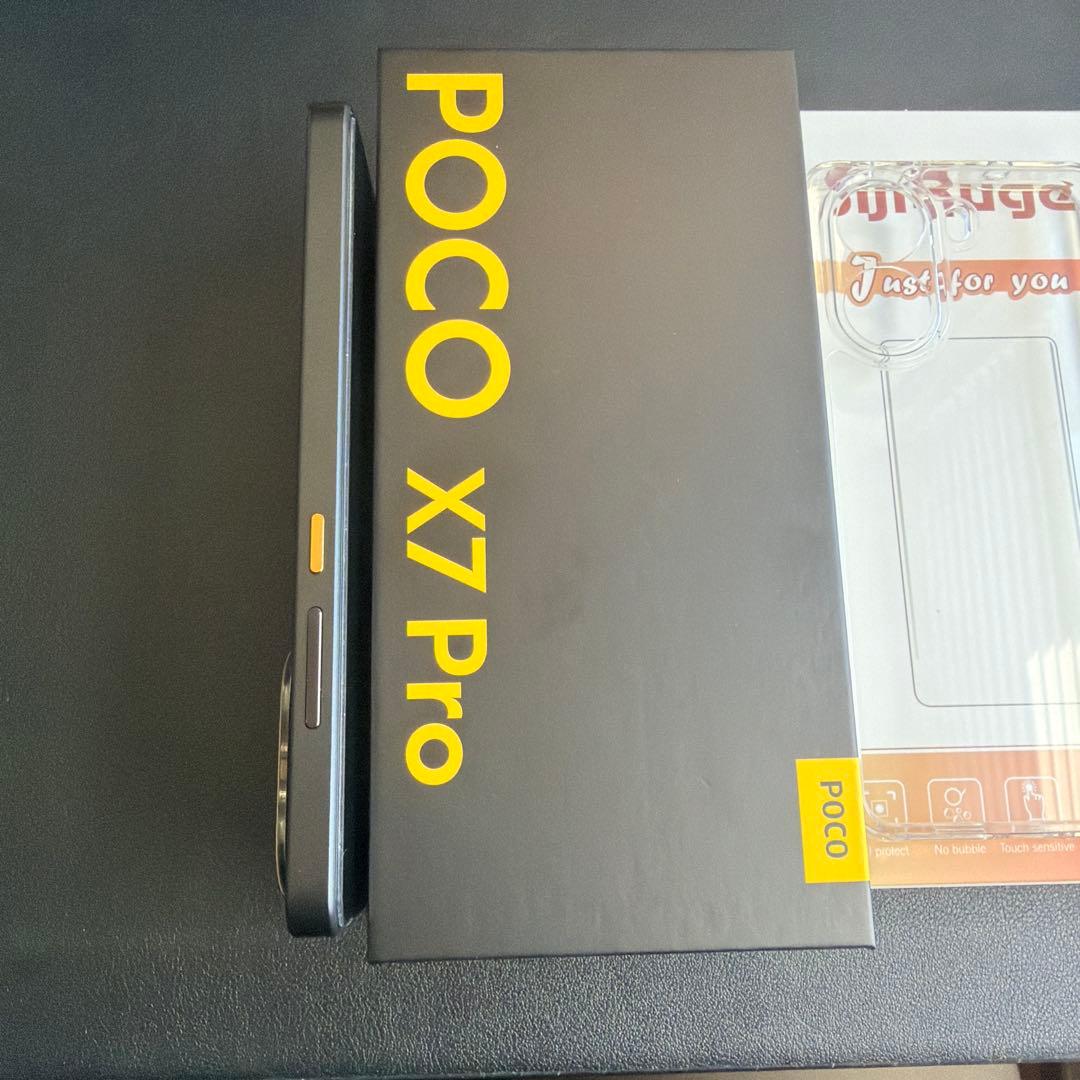 POCO X7 Pro
POCO
Just for you
protect
No bubble
Touch sensitive